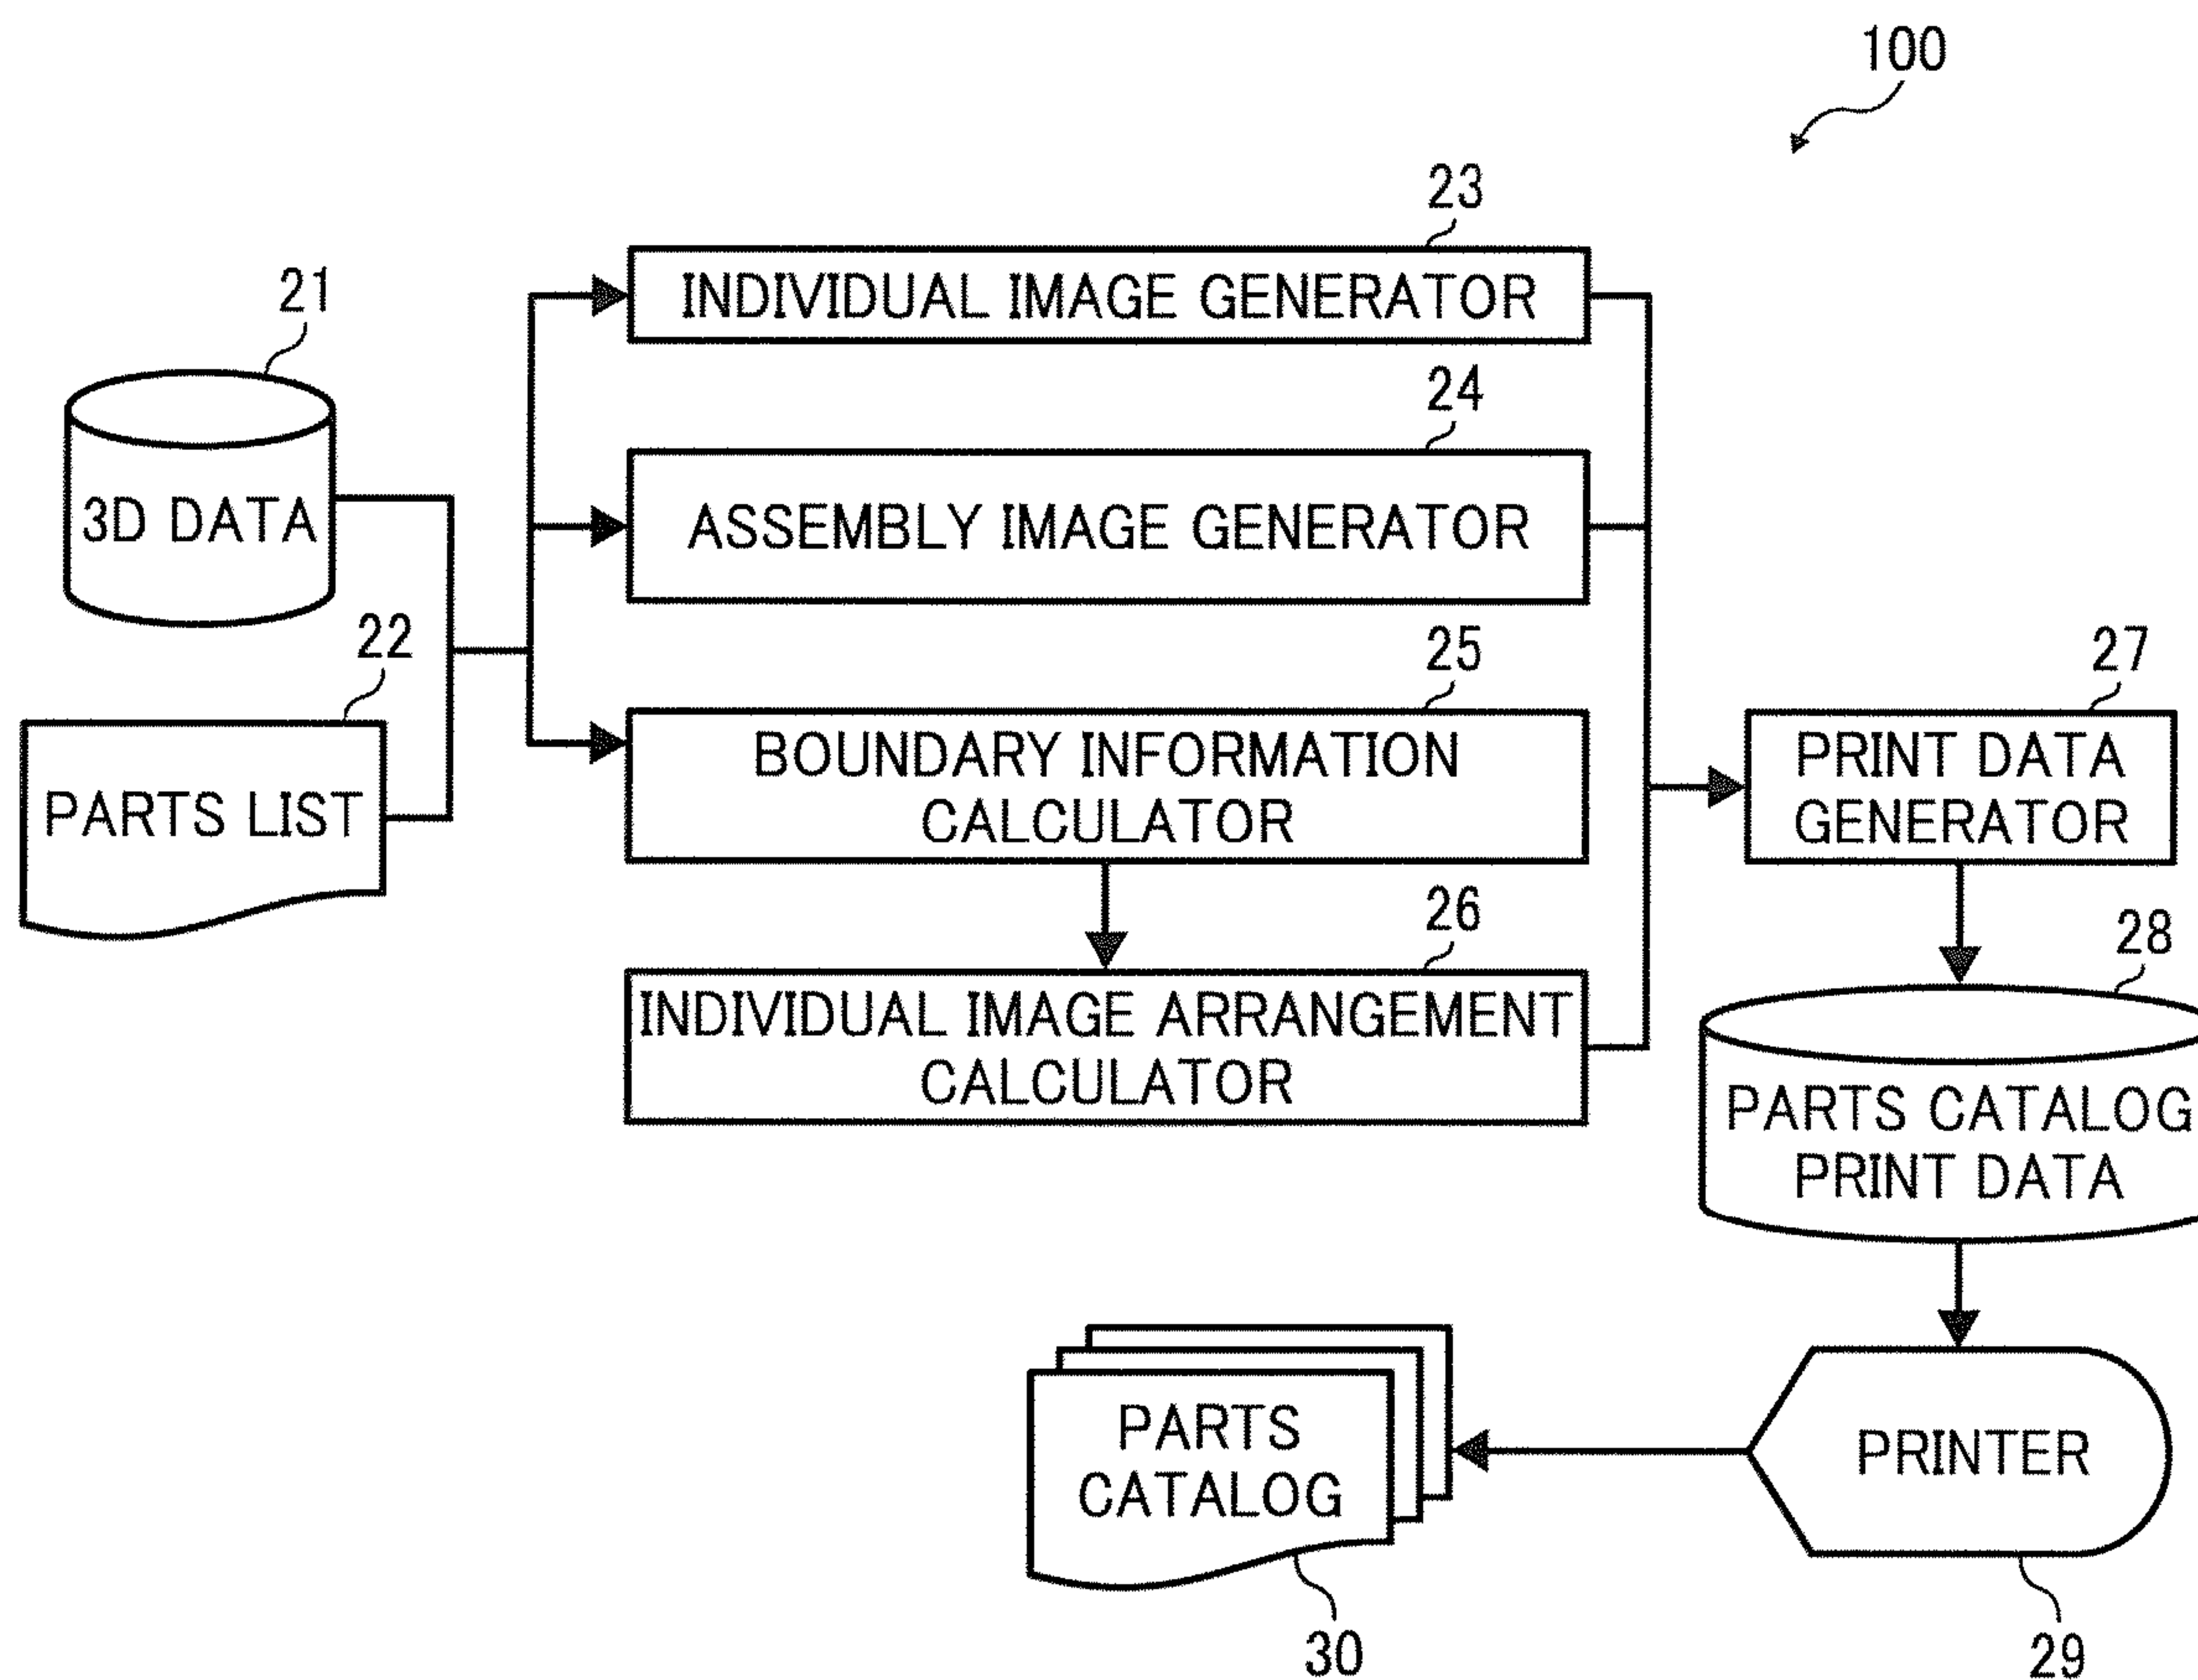 100
23
INDIVIDUAL IMAGE GENERATOR
21
3D DATA
24
ASSEMBLY IMAGE GENERATOR
22
PARTS LIST
25
BOUNDARY INFORMATION
CALCULATOR
27
PRINT DATA
GENERATOR
26
INDIVIDUAL IMAGE ARRANGEMENT
CALCULATOR
28
PARTS CATALOG
PRINT DATA
PARTS
CATALOG
30
PRINTER
29